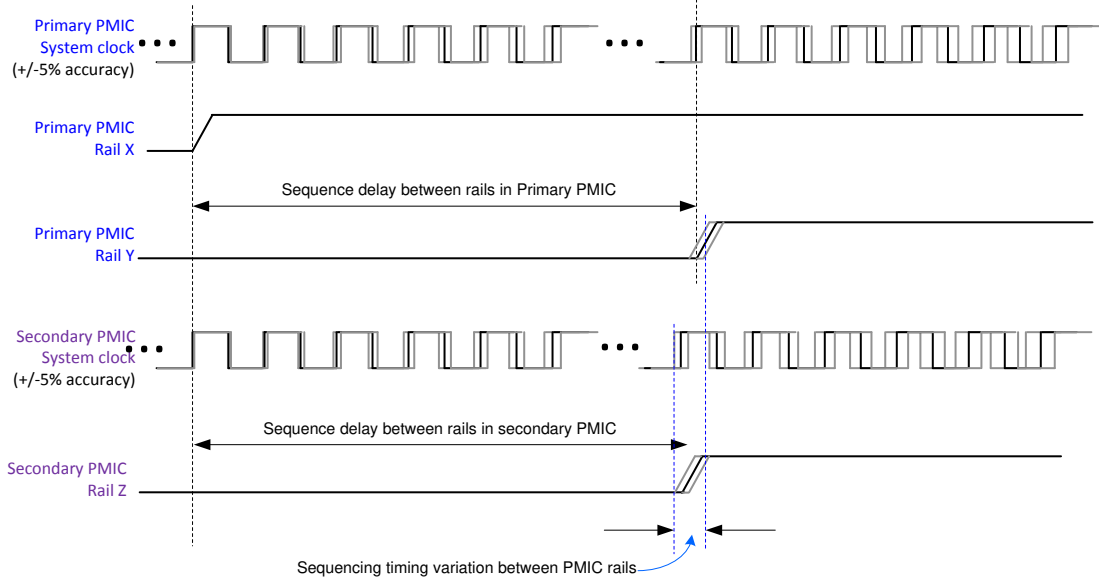 Primary PMIC
System clock
(+/-5% accuracy)
Primary PMIC
Rail X
Sequence delay between rails in Primary PMIC
Primary PMIC
Rail Y
Secondary PMIC
System clock
(+/-5% accuracy)
Sequence delay between rails in secondary PMIC
Secondary PMIC
Rail Z
Sequencing timing variation between PMIC rails